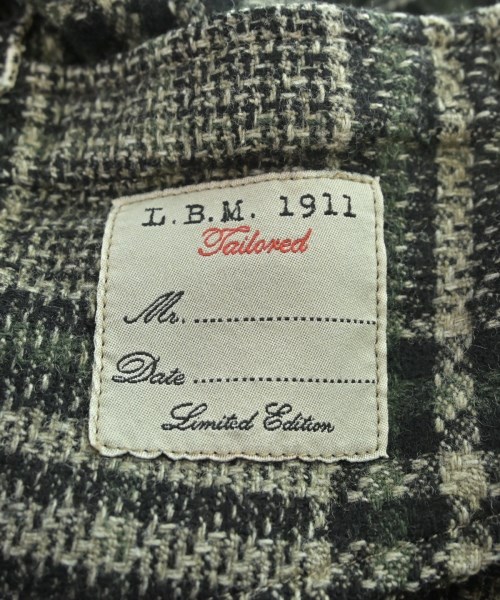 L.B.M. 1911
Tailored
Mr. ..............................
Date ..............................
Limited Edition